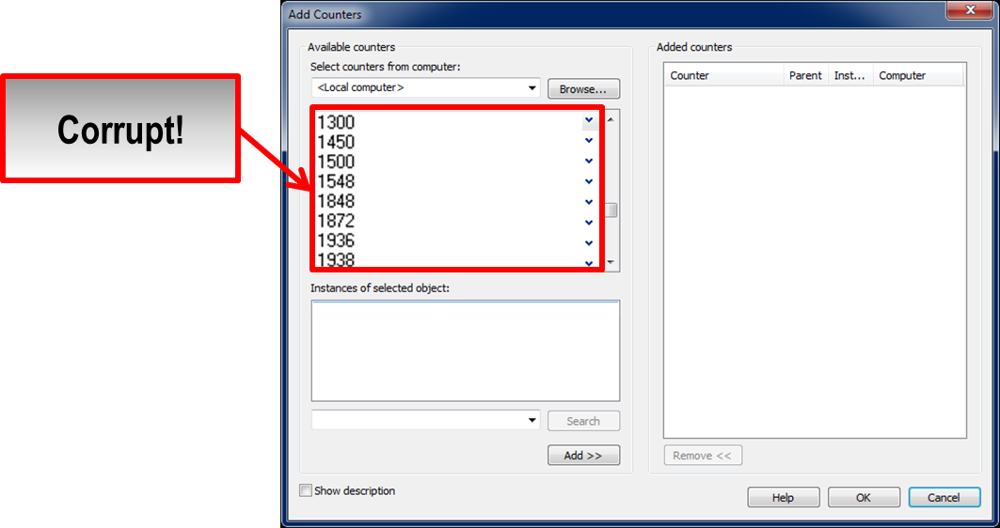 Corrupt!
Add Counters
Available counters
Select counters from computer:
<Local computer>
Browse...
1300
1450
1500
1548
1848
1872
1936
1938
Instances of selected object:
Search
Add >>
Show description
Added counters
Counter Parent Inst... Computer
Remove <<
Help OK Cancel